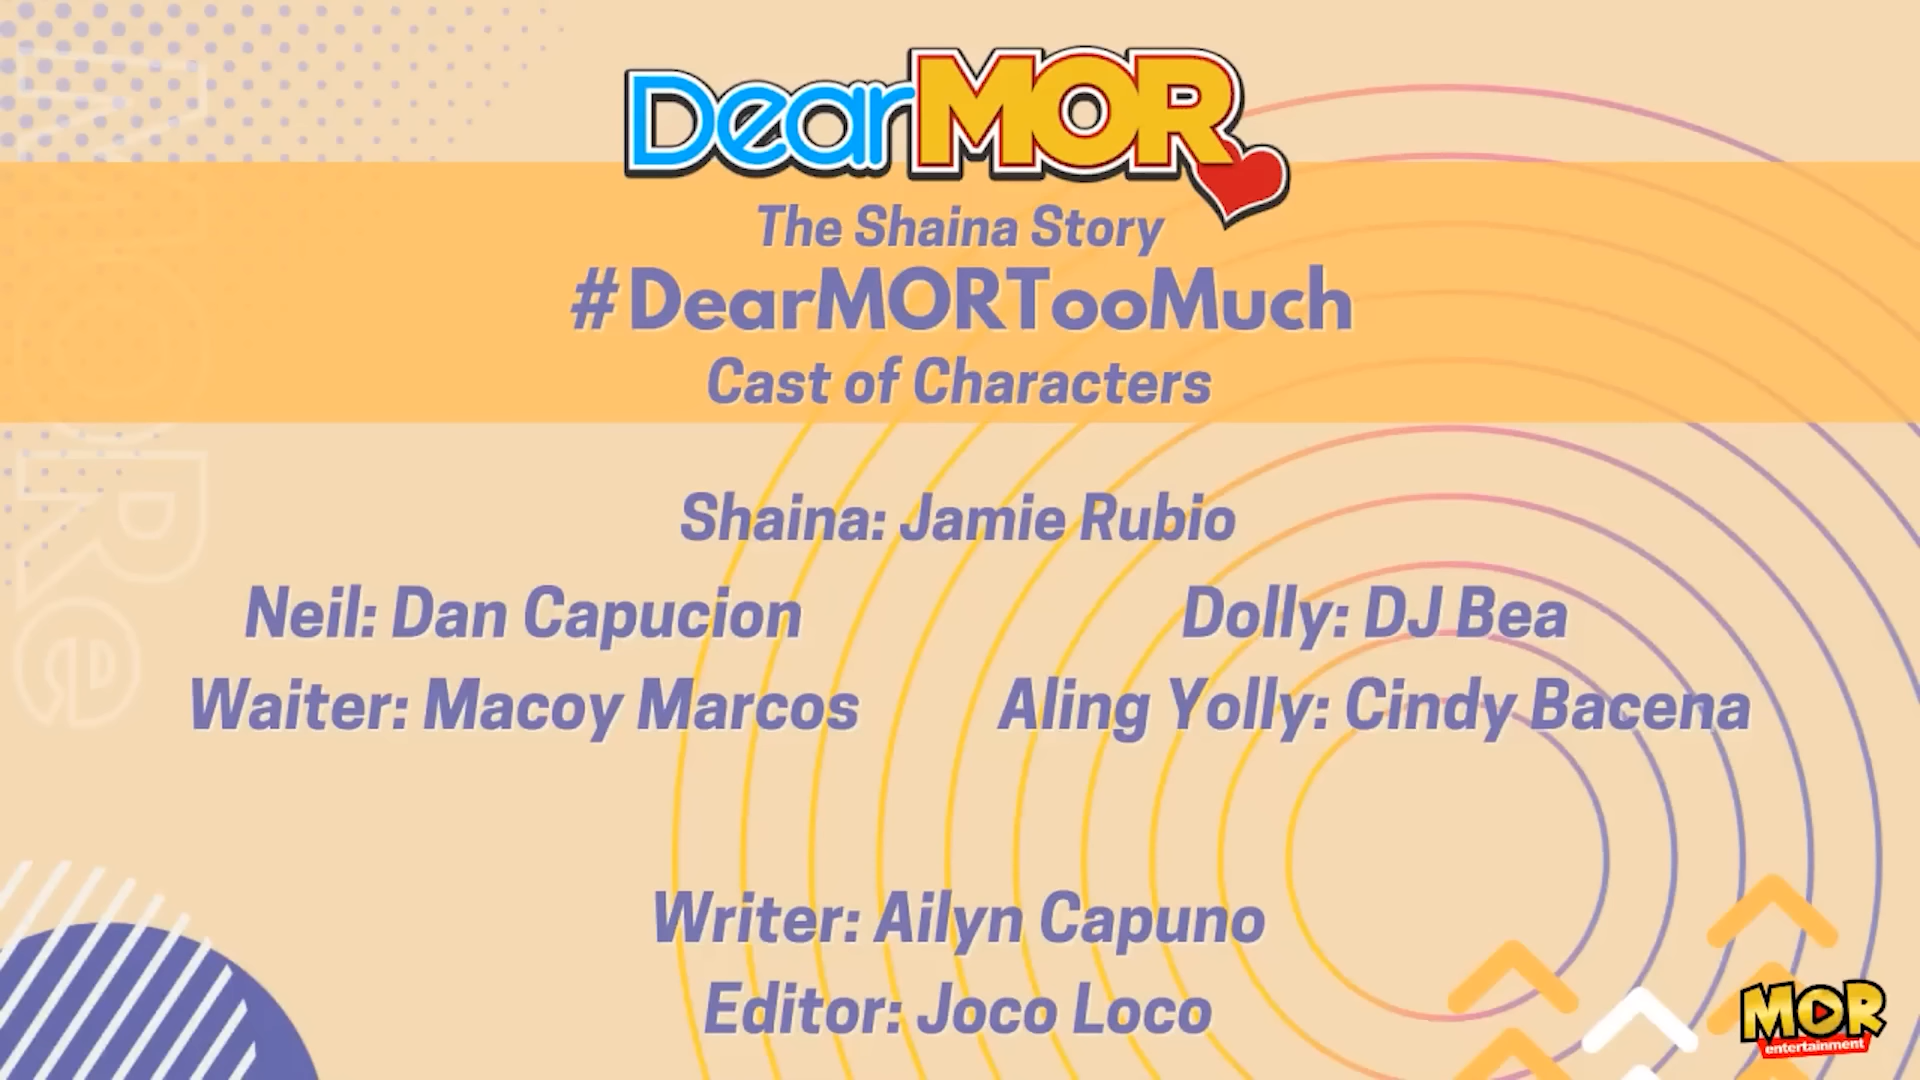 DearMOR
The Shaina Story
#DearMORTooMuch
Cast of Characters
Shaina: Jamie Rubio
Neil: Dan Capucion
Dolly: DJ Bea
Waiter: Macoy Marcos
Aling Yolly: Cindy Bacena
Writer: Ailyn Capuno
Editor: Joco Loco
MOR
entertainment